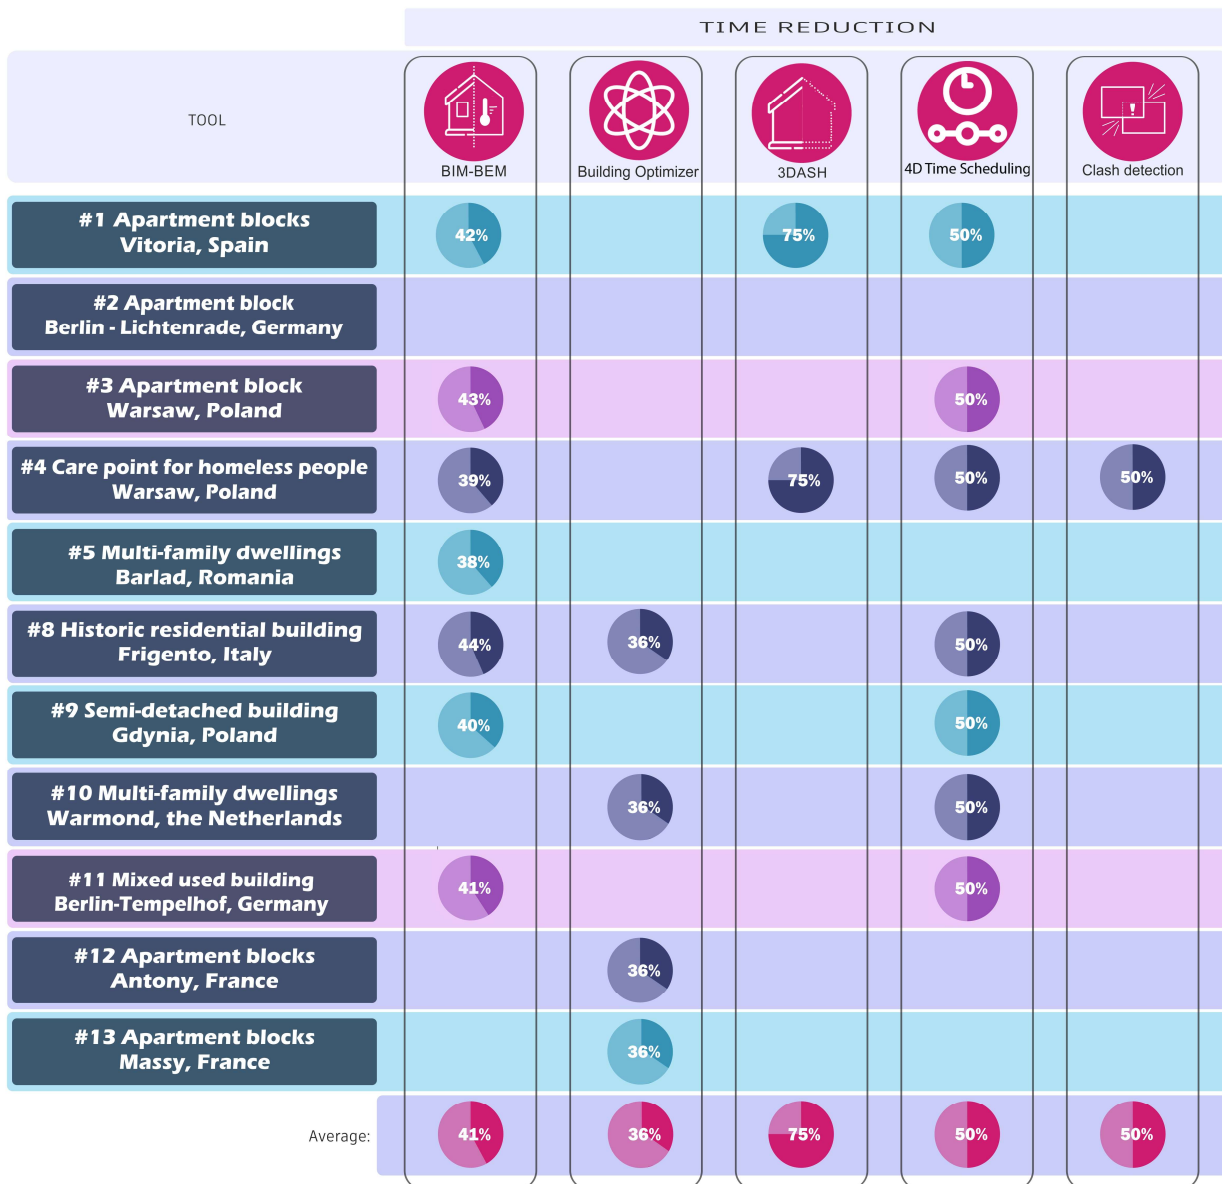 TIME REDUCTION
TOOL
BIM-BEM
Building Optimizer
3DASH
4D Time Scheduling
!
Clash detection
#1 Apartment blocks
Vitoria, Spain
42%
75%
50%
#2 Apartment block
Berlin - Lichtenrade, Germany
#3 Apartment block
Warsaw, Poland
43%
50%
#4 Care point for homeless people
Warsaw, Poland
39%
75%
50%
50%
#5 Multi-family dwellings
Barlad, Romania
38%
#8 Historic residential building
Frigento, Italy
44%
36%
50%
#9 Semi-detached building
Gdynia, Poland
40%
50%
#10 Multi-family dwellings
Warmond, the Netherlands
36%
50%
#11 Mixed used building
Berlin-Tempelhof, Germany
41%
50%
#12 Apartment blocks
Antony, France
36%
#13 Apartment blocks
Massy, France
36%
Average:
41%
36%
75%
50%
50%